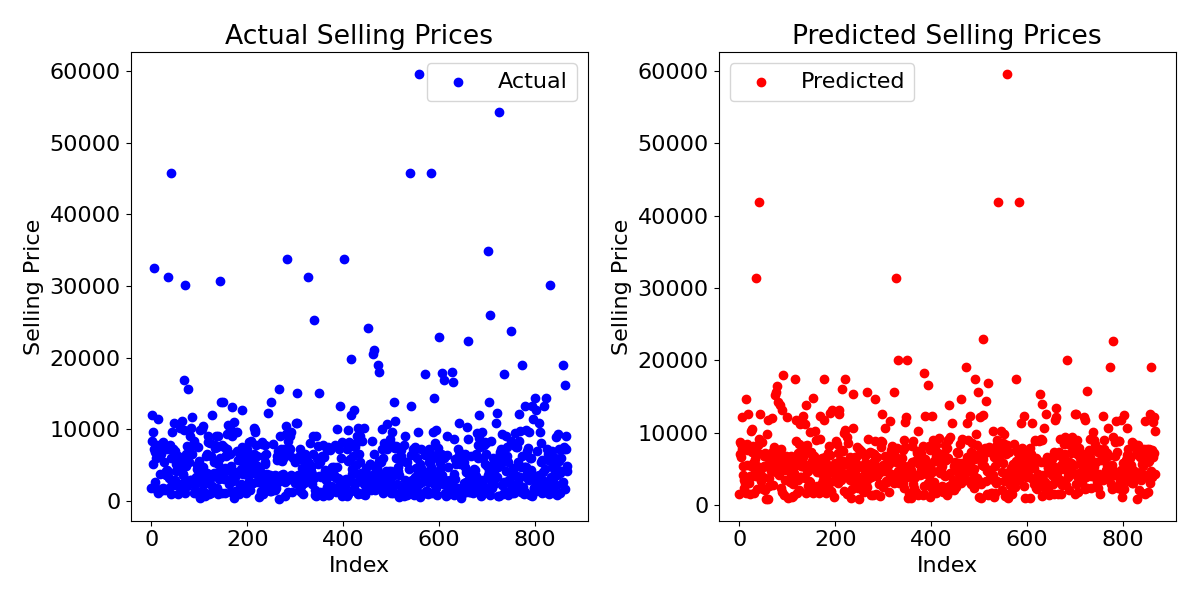 Actual Selling Prices
Actual
Selling Price
60000
50000
40000
30000
20000
10000
0
0 200 400 600 800
Index
Predicted Selling Prices
Predicted
Selling Price
60000
50000
40000
30000
20000
10000
0
0 200 400 600 800
Index